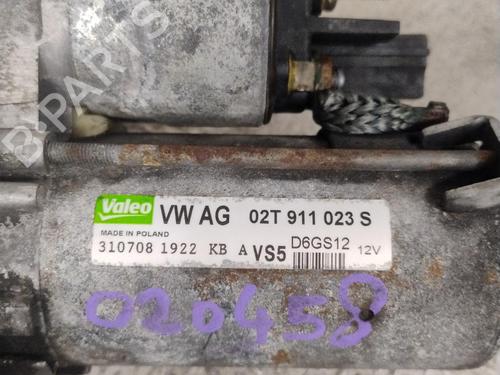 B-PARTS
Valeo VW AG 02T 911 023 S
MADE IN POLAND
310708 1922 KB A VS5 D6GS12 12V
020458